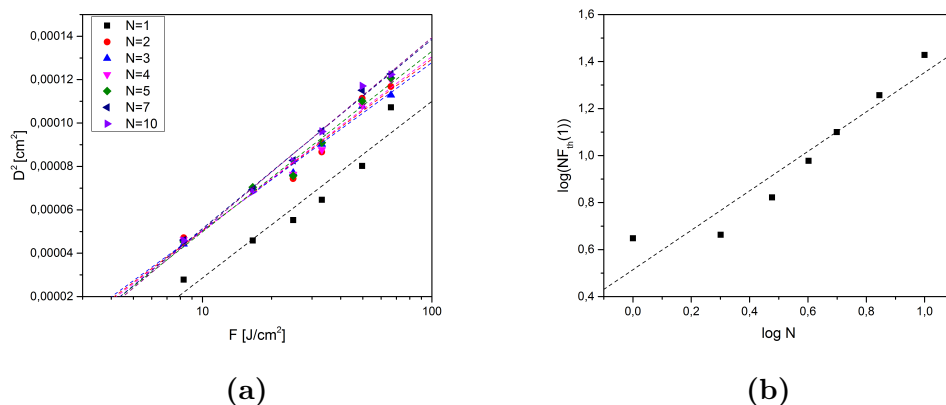 N=1
N=2
N=3
N=4
N=5
N=7
N=10
0,00014
0,00012
0,00010
0,00008
0,00006
0,00004
0,00002
D² [cm²]
10
100
F [J/cm²]
(a)
1,6
1,4
1,2
1,0
0,8
0,6
0,4
log(NFth(1))
0,0
0,2
0,4
0,6
0,8
1,0
log N
(b)